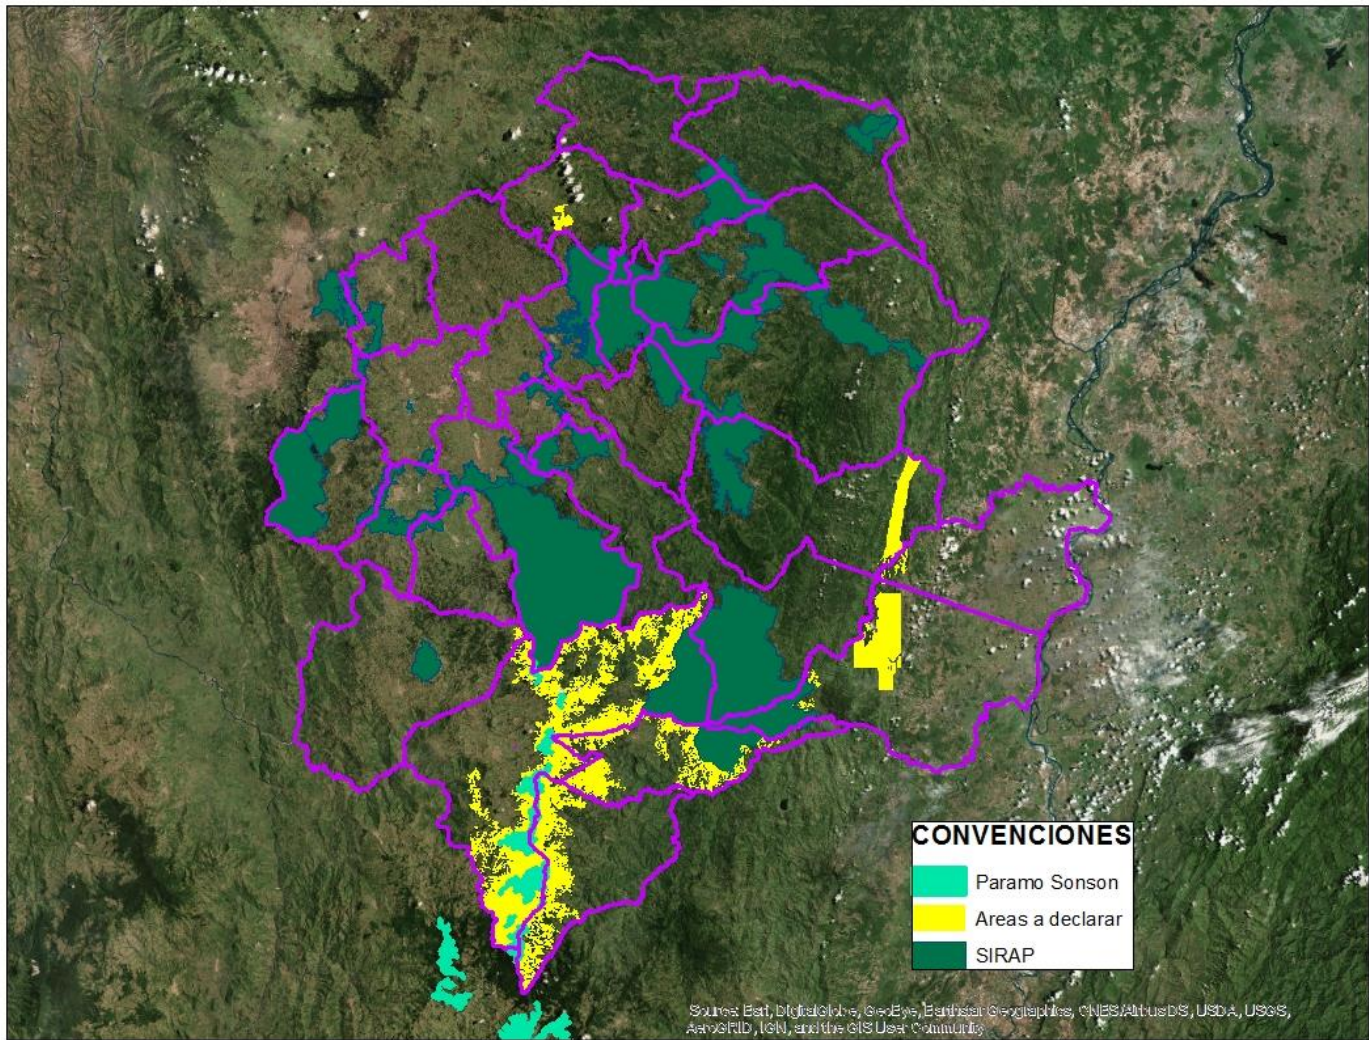 CONVENCIONES
Paramo Sonson
Areas a declarar
SIRAP
Source: Esri, DigitalGlobe, GeoEye, Earthstar Geographics, CNES/Airbus DS, USDA, USGS,
AeroGRID, IGN, and the GIS User Community